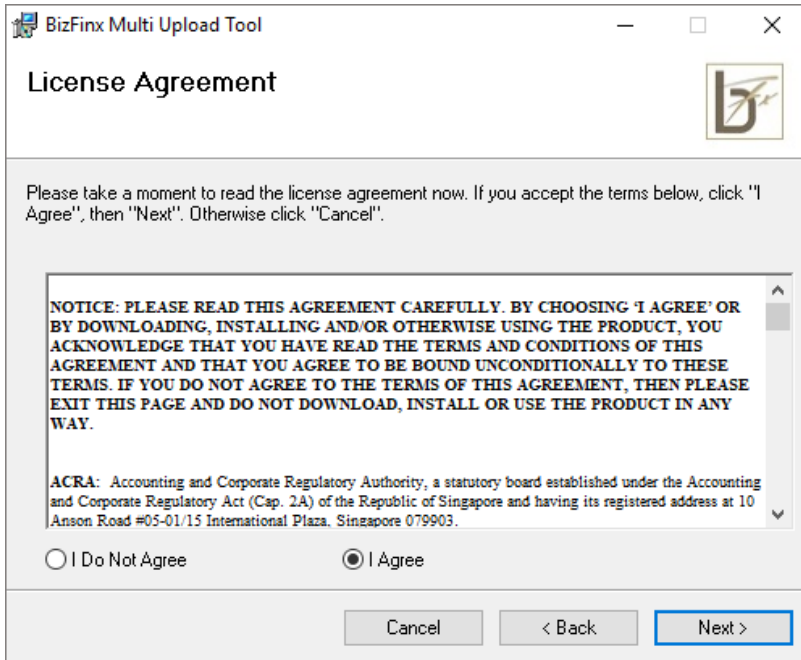 BizFinx Multi Upload Tool
License Agreement
Please take a moment to read the license agreement now. If you accept the terms below, click "I
Agree", then "Next". Otherwise click "Cancel".
NOTICE: PLEASE READ THIS AGREEMENT CAREFULLY. BY CHOOSING ‘I AGREE’ OR
BY DOWNLOADING, INSTALLING AND/OR OTHERWISE USING THE PRODUCT, YOU
ACKNOWLEDGE THAT YOU HAVE READ THE TERMS AND CONDITIONS OF THIS
AGREEMENT AND THAT YOU AGREE TO BE BOUND UNCONDITIONALLY TO THESE
TERMS. IF YOU DO NOT AGREE TO THE TERMS OF THIS AGREEMENT, THEN PLEASE
EXIT THIS PAGE AND DO NOT DOWNLOAD, INSTALL OR USE THE PRODUCT IN ANY
WAY.
ACRA: Accounting and Corporate Regulatory Authority, a statutory board established under the Accounting
and Corporate Regulatory Act (Cap. 2A) of the Republic of Singapore and having its registered address at 10
Anson Road #05-01/15 International Plaza, Singapore 079903.
I Do Not Agree
I Agree
Cancel
< Back
Next >